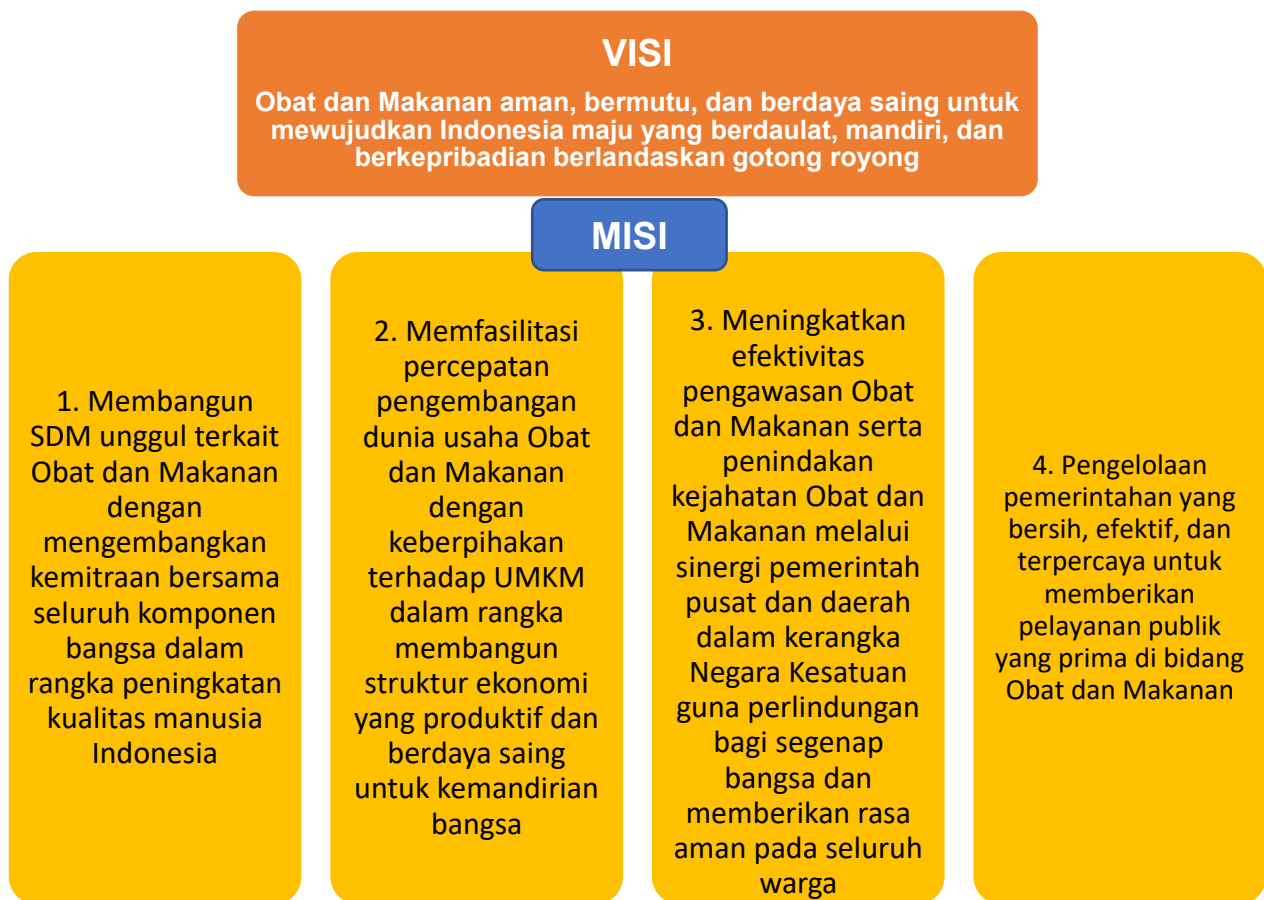 VISI
Obat dan Makanan aman, bermutu, dan berdaya saing untuk
mewujudkan Indonesia maju yang berdaulat, mandiri, dan
berkepribadian berlandaskan gotong royong
MISI
1. Membangun
SDM unggul terkait
Obat dan Makanan
dengan
mengembangkan
kemitraan bersama
seluruh komponen
bangsa dalam
rangka peningkatan
kualitas manusia
Indonesia
2. Memfasilitasi
percepatan
pengembangan
dunia usaha Obat
dan Makanan
dengan
keberpihakan
terhadap UMKM
dalam rangka
membangun
struktur ekonomi
yang produktif dan
berdaya saing
untuk kemandirian
bangsa
3. Meningkatkan
efektivitas
pengawasan Obat
dan Makanan serta
penindakan
kejahatan Obat dan
Makanan melalui
sinergi pemerintah
pusat dan daerah
dalam kerangka
Negara Kesatuan
guna perlindungan
bagi segenap
bangsa dan
memberikan rasa
aman pada seluruh
warga
4. Pengelolaan
pemerintahan yang
bersih, efektif, dan
terpercaya untuk
memberikan
pelayanan publik
yang prima di bidang
Obat dan Makanan